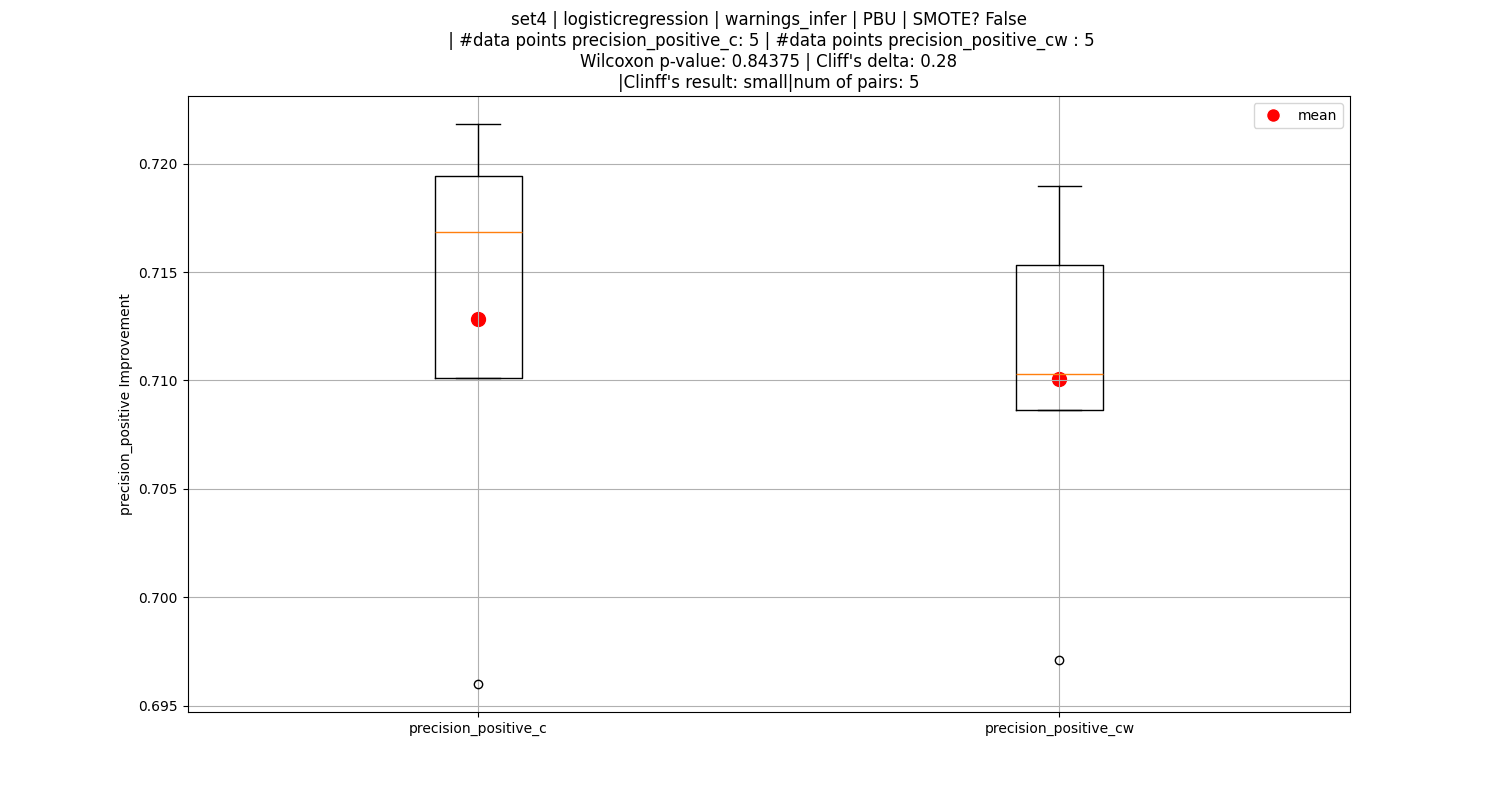 set4 | logisticregression | warnings_infer | PBU | SMOTE? False
| #data points precision_positive_c: 5 | #data points precision_positive_cw : 5
Wilcoxon p-value: 0.84375 | Cliff's delta: 0.28
|Clinff's result: small|num of pairs: 5
mean
0.720
0.715
0.710
0.705
0.700
0.695
precision_positive Improvement
precision_positive_c
precision_positive_cw